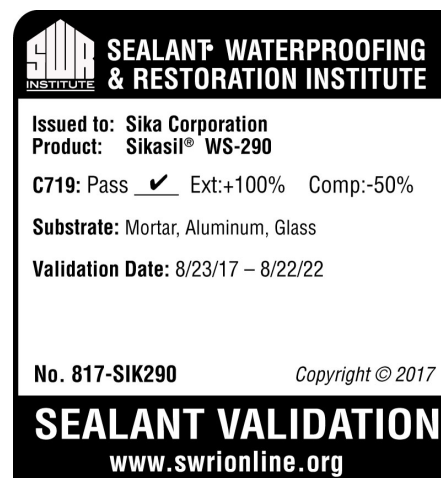 SWR
INSTITUTE
SEALANT• WATERPROOFING
& RESTORATION INSTITUTE
Issued to: Sika Corporation
Product: Sikasil® WS-290
C719: Pass ✔ Ext:+100% Comp:-50%
Substrate: Mortar, Aluminum, Glass
Validation Date: 8/23/17 – 8/22/22
No. 817-SIK290 Copyright © 2017
SEALANT VALIDATION
www.swrionline.org